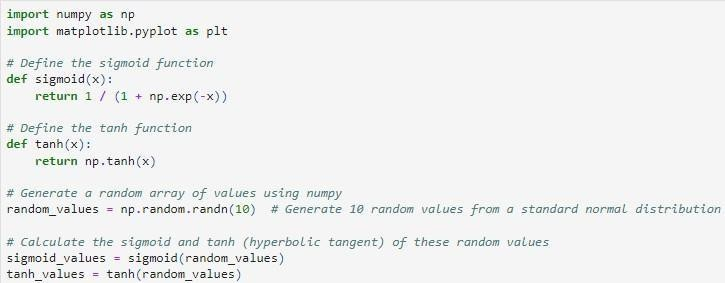 import numpy as np
import matplotlib.pyplot as plt
# Define the sigmoid function
def sigmoid(x):
    return 1 / (1 + np.exp(-x))
# Define the tanh function
def tanh(x):
    return np.tanh(x)
# Generate a random array of values using numpy
random_values = np.random.randn(10)  # Generate 10 random values from a standard normal distribution
# Calculate the sigmoid and tanh (hyperbolic tangent) of these random values
sigmoid_values = sigmoid(random_values)
tanh_values = tanh(random_values)